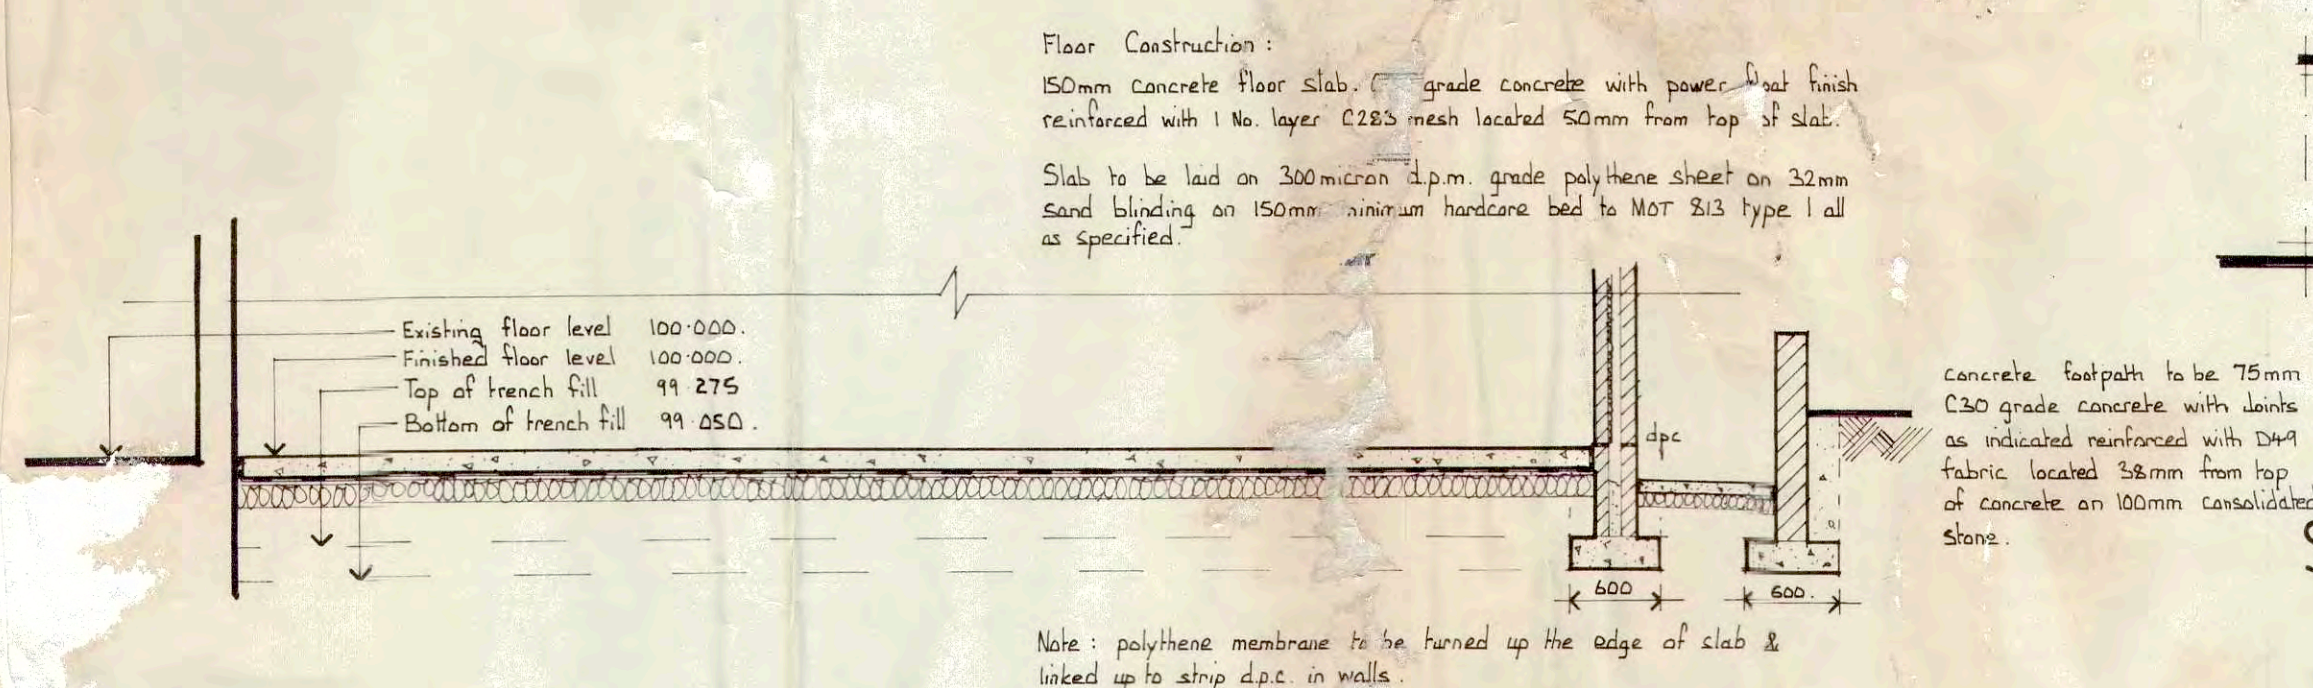 Floor Construction :
150mm concrete floor slab. grade concrete with power float finish
reinforced with 1 No. layer C283 mesh located 50mm from top of slab.
Slab to be laid on 300micron d.p.m. grade polythene sheet on 32mm
sand blinding on 150mm minimum hardcore bed to MOT 813 type 1 all
as specified.
Existing floor level 100·000.
Finished floor level 100·000.
Top of trench fill 99·275
Bottom of trench fill 99·050.
dpc
600
600.
Concrete footpath to be 75mm
C30 grade concrete with Joints
as indicated reinforced with D49
fabric located 38mm from top
of concrete on 100mm consolidated
Stone.
Note : polythene membrane to be turned up the edge of slab &
linked up to strip d.p.c. in walls.